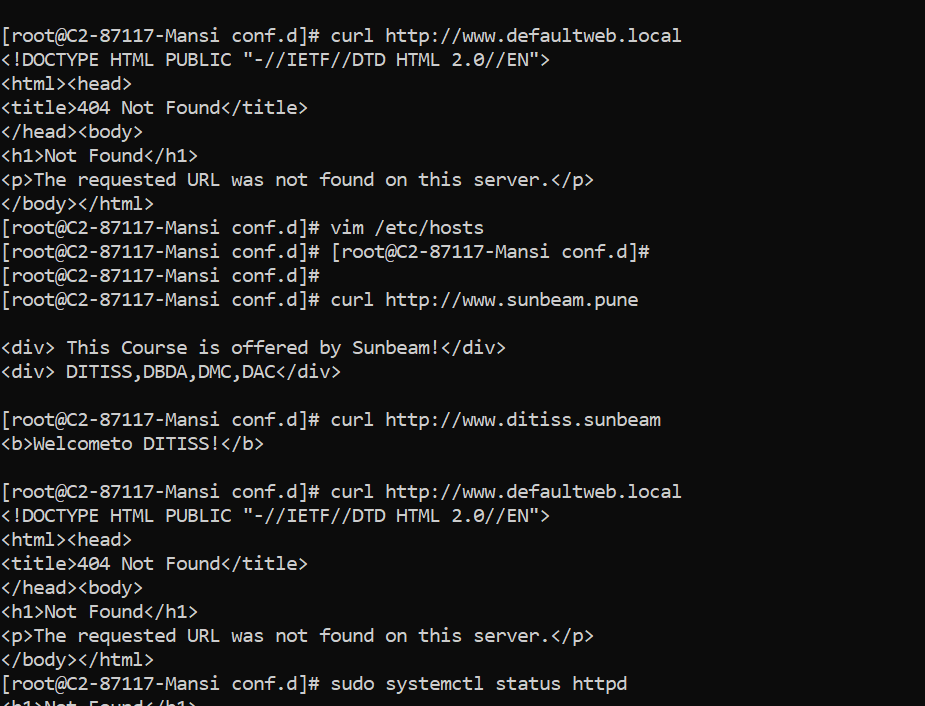 [root@C2-87117-Mansi conf.d]# curl http://www.defaultweb.local
<!DOCTYPE HTML PUBLIC "-//IETF//DTD HTML 2.0//EN">
<html><head>
<title>404 Not Found</title>
</head><body>
<h1>Not Found</h1>
<p>The requested URL was not found on this server.</p>
</body></html>
[root@C2-87117-Mansi conf.d]# vim /etc/hosts
[root@C2-87117-Mansi conf.d]# [root@C2-87117-Mansi conf.d]#
[root@C2-87117-Mansi conf.d]#
[root@C2-87117-Mansi conf.d]# curl http://www.sunbeam.pune
<div> This Course is offered by Sunbeam!</div>
<div> DITISS,DBDA,DMC,DAC</div>
[root@C2-87117-Mansi conf.d]# curl http://www.ditiss.sunbeam
<b>Welcometo DITISS!</b>
[root@C2-87117-Mansi conf.d]# curl http://www.defaultweb.local
<!DOCTYPE HTML PUBLIC "-//IETF//DTD HTML 2.0//EN">
<html><head>
<title>404 Not Found</title>
</head><body>
<h1>Not Found</h1>
<p>The requested URL was not found on this server.</p>
</body></html>
[root@C2-87117-Mansi conf.d]# sudo systemctl status httpd
<h1>Not Found</h1>